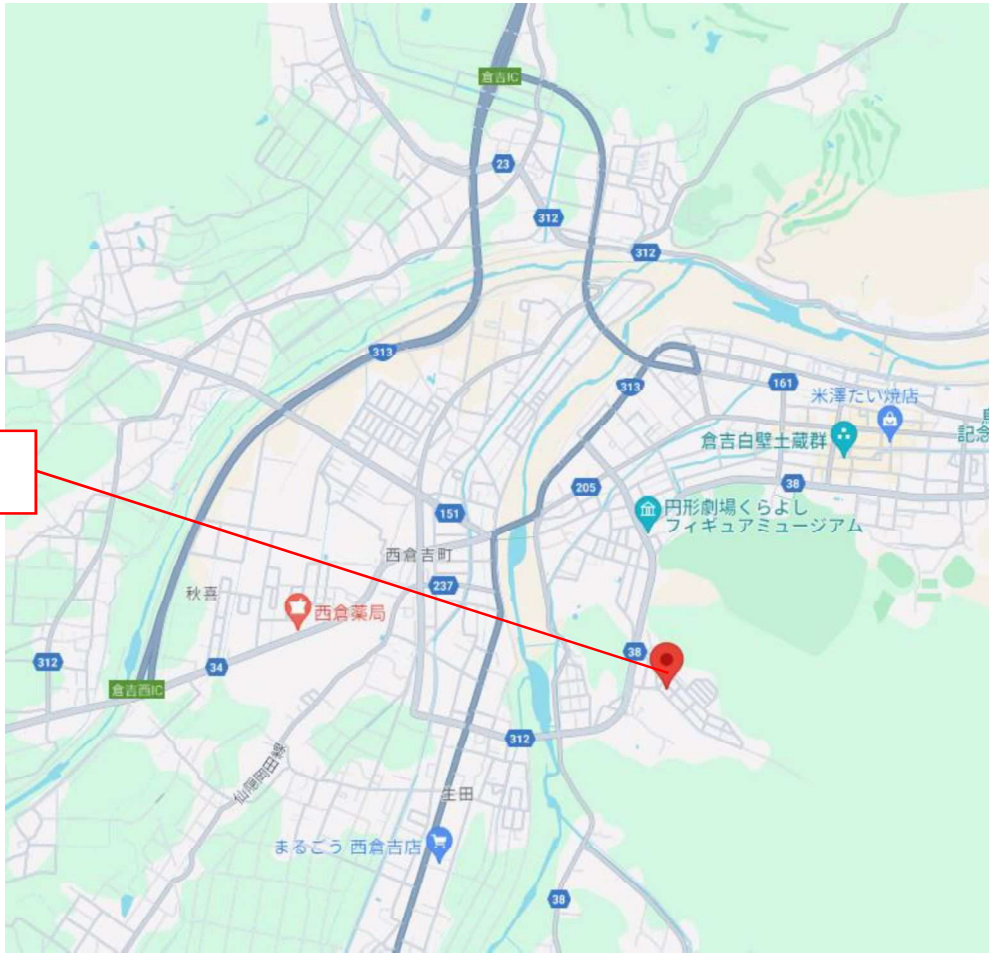 倉吉IC
23
312
312
313
313
161
米澤たい焼店
倉吉白壁土蔵群
記念
38
205
円形劇場くらよし
フィギュアミュージアム
151
西倉吉町
237
秋喜
西倉薬局
38
312
34
倉吉西IC
312
仙隠岡田線
生田
まるごう 西倉吉店
38